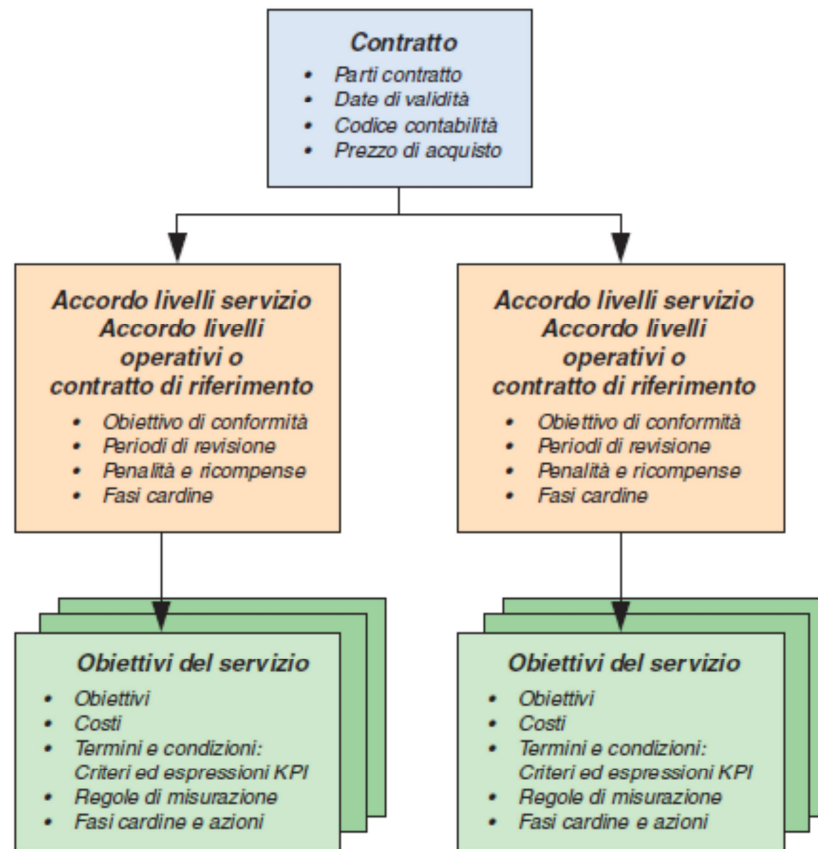 Contratto
• Parti contratto
• Date di validità
• Codice contabilità
• Prezzo di acquisto
Accordo livelli servizio
Accordo livelli
operativi o
contratto di riferimento
• Obiettivo di conformità
• Periodi di revisione
• Penalità e ricompense
• Fasi cardine
Accordo livelli servizio
Accordo livelli
operativi o
contratto di riferimento
• Obiettivo di conformità
• Periodi di revisione
• Penalità e ricompense
• Fasi cardine
Obiettivi del servizio
• Obiettivi
• Costi
• Termini e condizioni:
Criteri ed espressioni KPI
• Regole di misurazione
• Fasi cardine e azioni
Obiettivi del servizio
• Obiettivi
• Costi
• Termini e condizioni:
Criteri ed espressioni KPI
• Regole di misurazione
• Fasi cardine e azioni